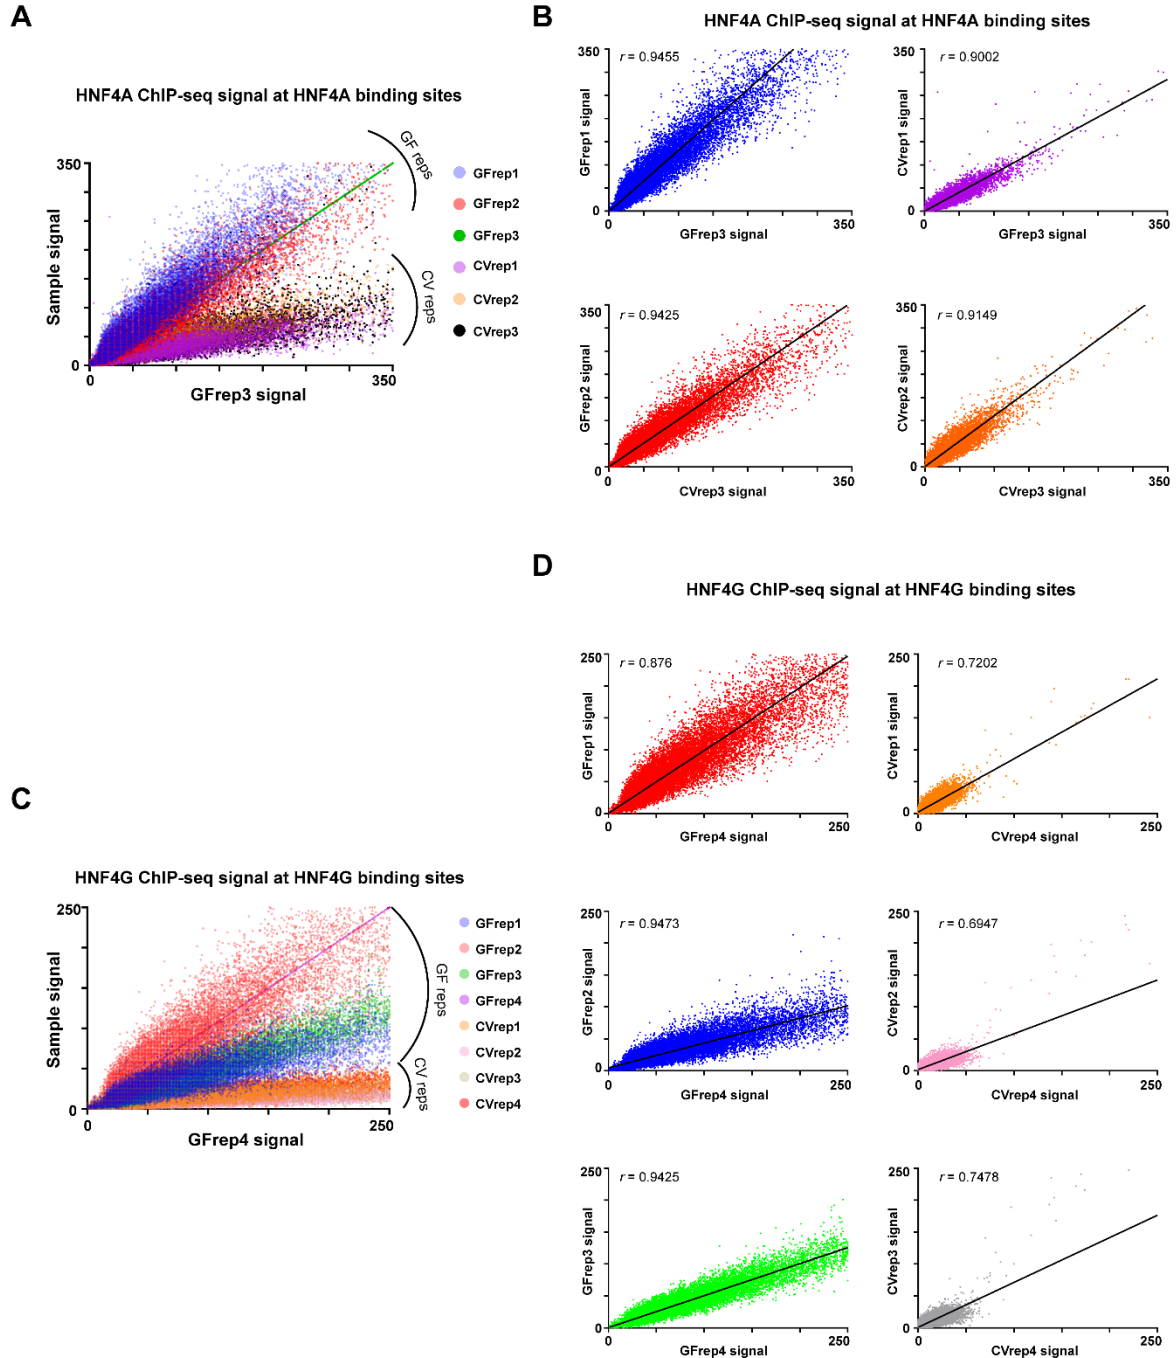 A
HNF4A ChIP-seq signal at HNF4A binding sites
350
Sample signal
0
0
350
GFrep3 signal
GF reps
CV reps
GFrep1
GFrep2
GFrep3
CVrep1
CVrep2
CVrep3
B
HNF4A ChIP-seq signal at HNF4A binding sites
350
r = 0.9455
GFrep1 signal
0
0
350
GFrep3 signal
350
r = 0.9002
CVrep1 signal
0
0
350
GFrep3 signal
350
r = 0.9425
GFrep2 signal
0
0
350
CVrep3 signal
350
r = 0.9149
CVrep2 signal
0
0
350
CVrep3 signal
C
HNF4G ChIP-seq signal at HNF4G binding sites
250
Sample signal
0
0
250
GFrep4 signal
GF reps
CV reps
GFrep1
GFrep2
GFrep3
GFrep4
CVrep1
CVrep2
CVrep3
CVrep4
D
HNF4G ChIP-seq signal at HNF4G binding sites
250
r = 0.876
GFrep1 signal
0
0
250
GFrep4 signal
250
r = 0.7202
CVrep1 signal
0
0
250
CVrep4 signal
250
r = 0.9473
GFrep2 signal
0
0
250
GFrep4 signal
250
r = 0.6947
CVrep2 signal
0
0
250
CVrep4 signal
250
r = 0.9425
GFrep3 signal
0
0
250
GFrep4 signal
250
r = 0.7478
CVrep3 signal
0
0
250
CVrep4 signal